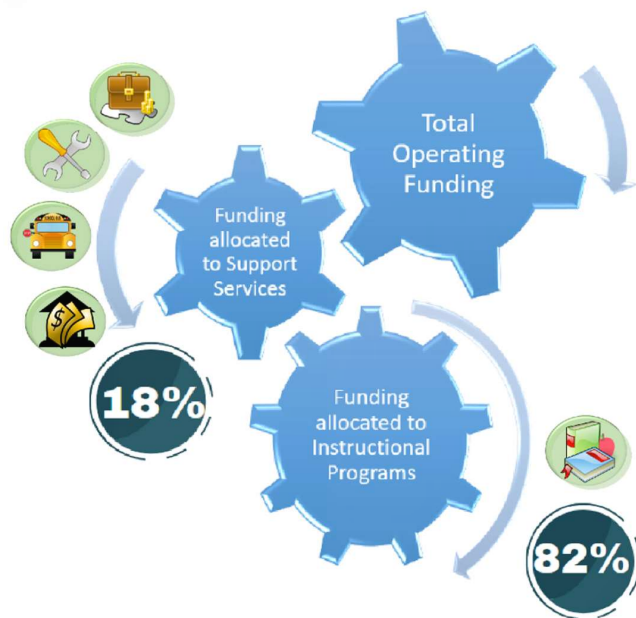 Total
Operating
Funding
Funding
allocated
to Support
Services
18%
Funding
allocated to
Instructional
Programs
82%